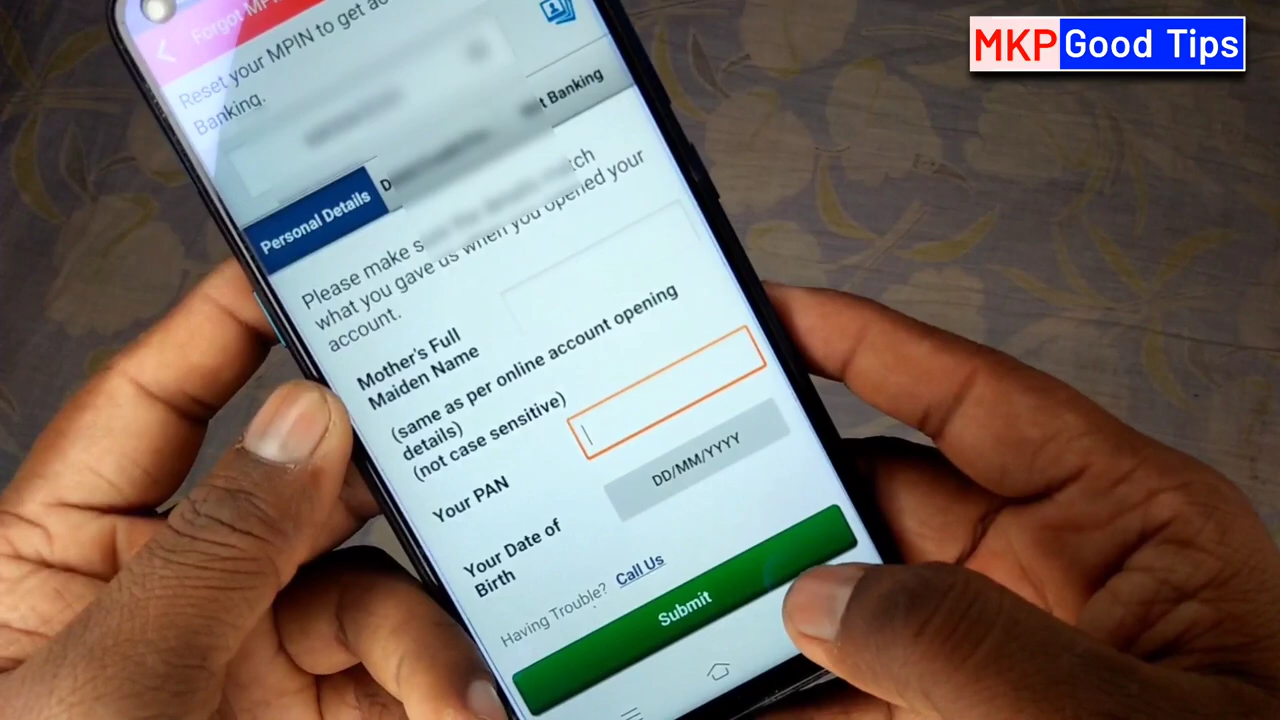 MKP Good Tips
Forgot
Reset your MPIN to get
Banking.
t Banking
Personal Details
Please make
what you gave us when you opened your
account.
Mother's Full
Maiden Name
(same as per online account opening
details)
(not case sensitive)
Your PAN
Your Date of
Birth
DD/MM/YYYY
Having Trouble? Call Us
Submit